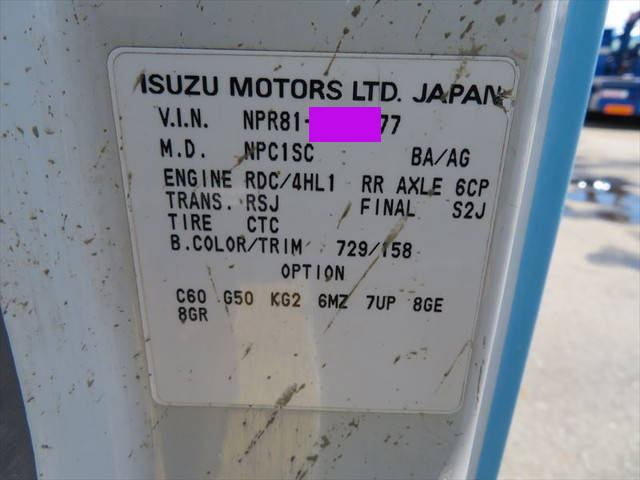 ISUZU MOTORS LTD. JAPAN
V.I.N. NPR81- 77
M.D. NPC1SC BA/AG
ENGINE RDC/4HL1 RR AXLE 6CP
TRANS. RSJ FINAL S2J
TIRE CTC
B.COLOR/TRIM 729/158
OPTION
C60 G50 KG2 6MZ 7UP 8GE
8GR